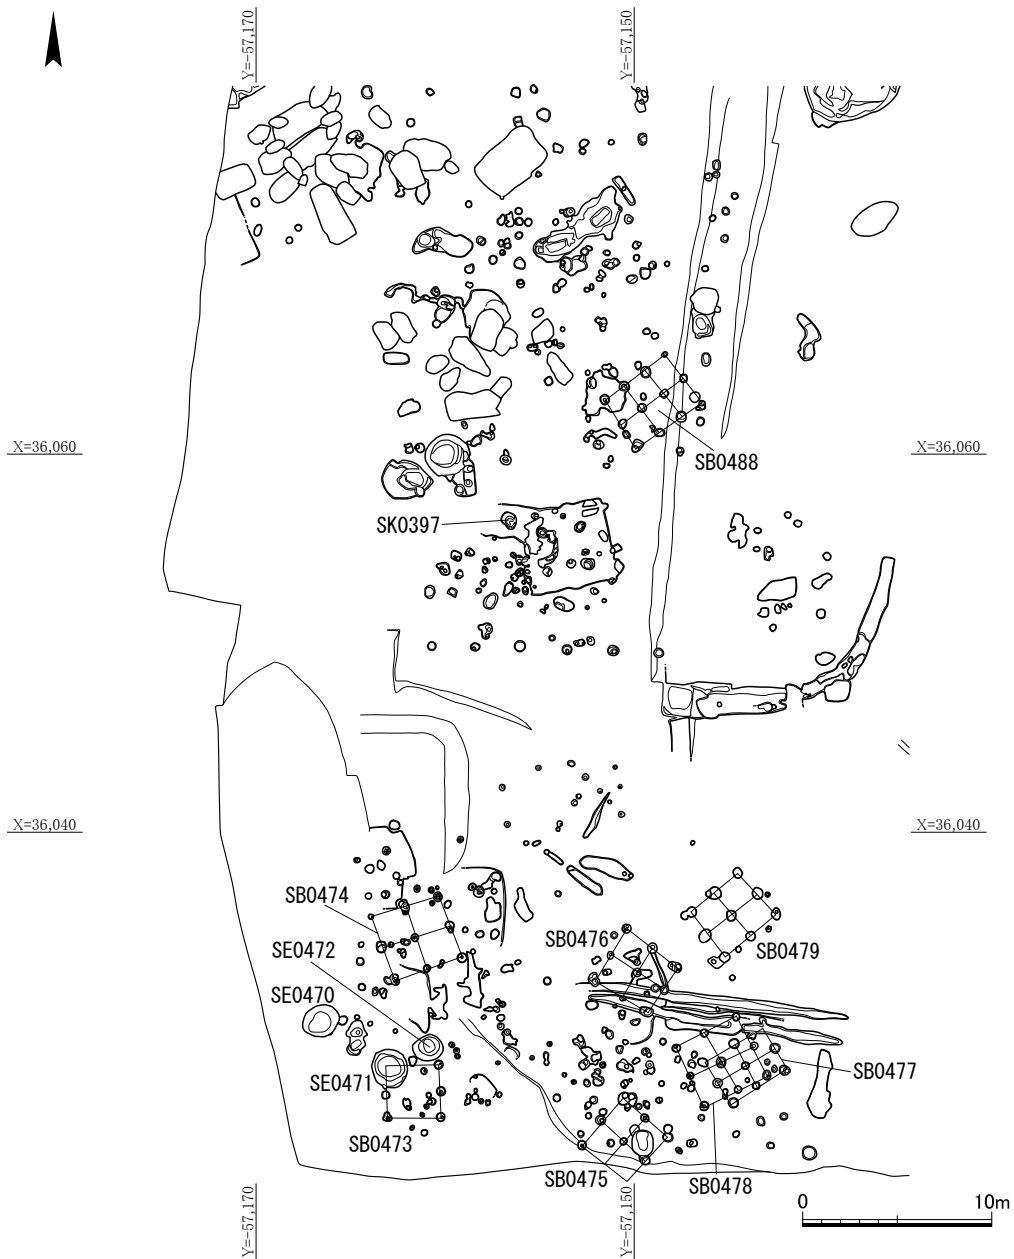 Y=-57,170
Y=-57,150
X=36,060
X=36,060
SB0488
SK0397
X=36,040
X=36,040
SB0474
SE0472
SB0476
SB0479
SE0470
SE0471
SB0477
SB0473
SB0475
SB0478
0
10m
Y=-57,170
Y=-57,150